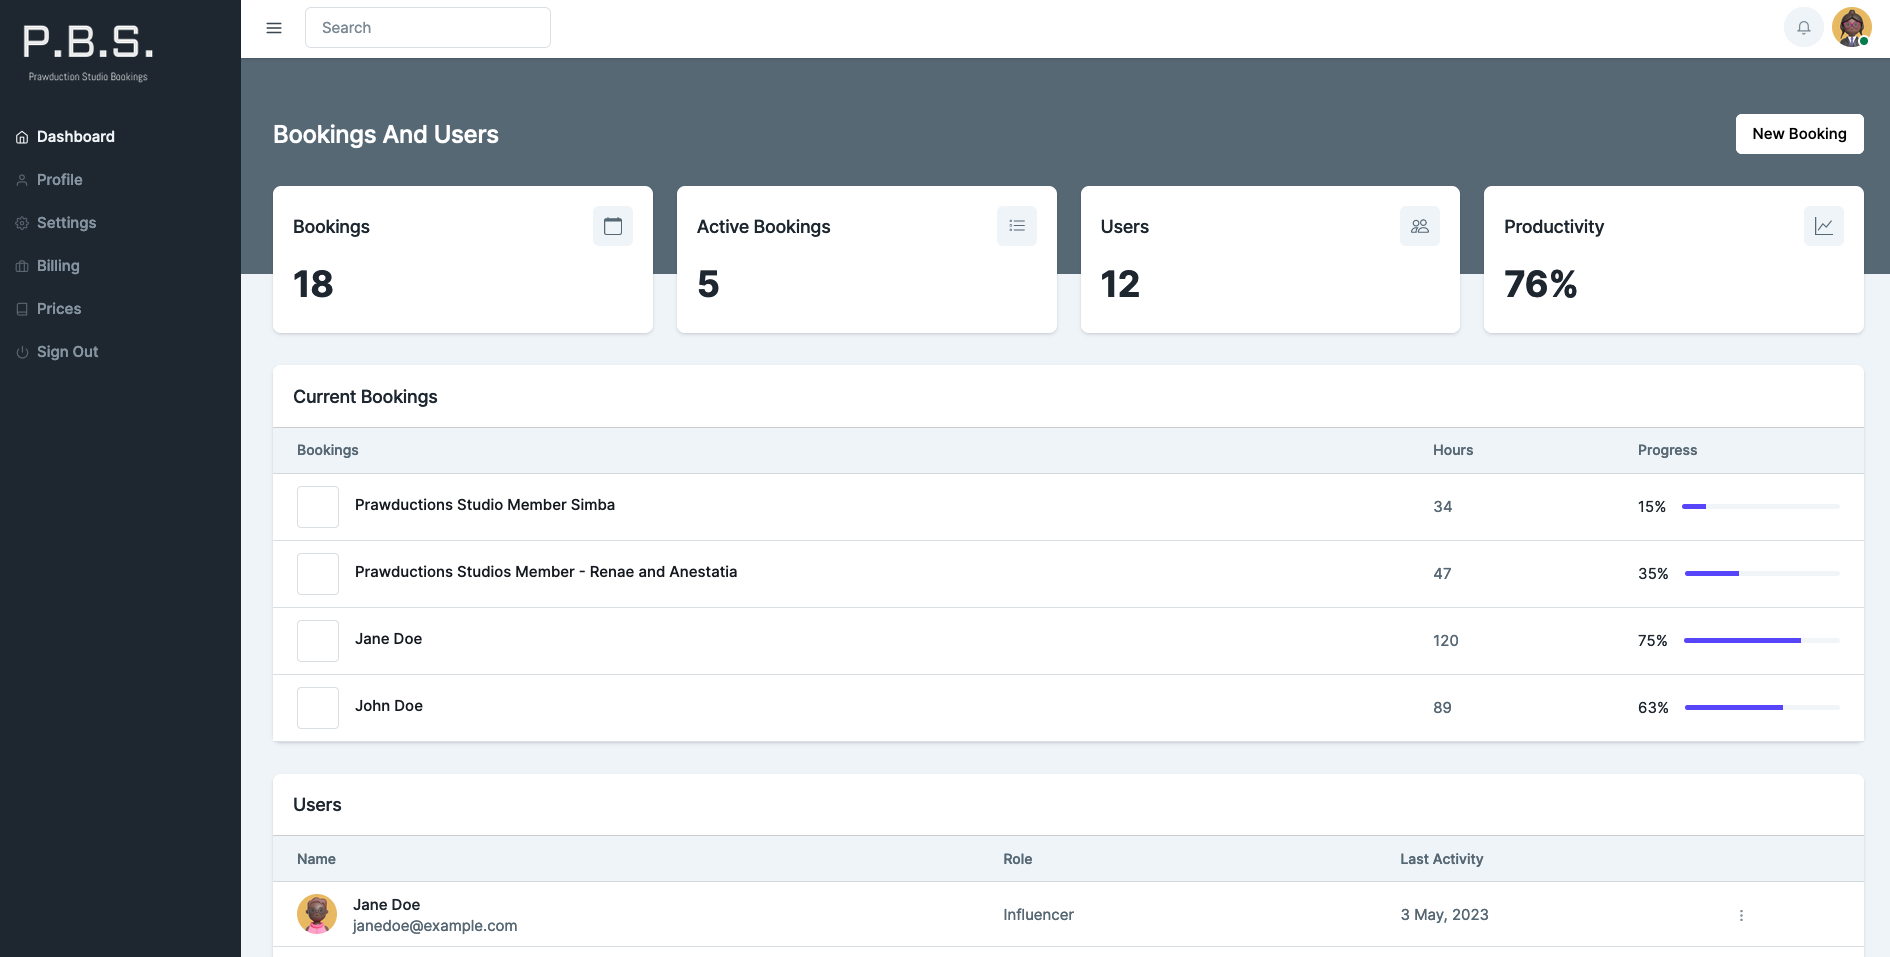 P.B.S.
Prawduction Studio Bookings
Dashboard
Profile
Settings
Billing
Prices
Sign Out
Search
Bookings And Users
New Booking
Bookings
18
Active Bookings
5
Users
12
Productivity
76%
Current Bookings
Bookings Hours Progress
Prawductions Studio Member Simba 34 15%
Prawductions Studios Member - Renae and Anestatia 47 35%
Jane Doe 120 75%
John Doe 89 63%
Users
Name Role Last Activity
Jane Doe
janedoe@example.com Influencer 3 May, 2023